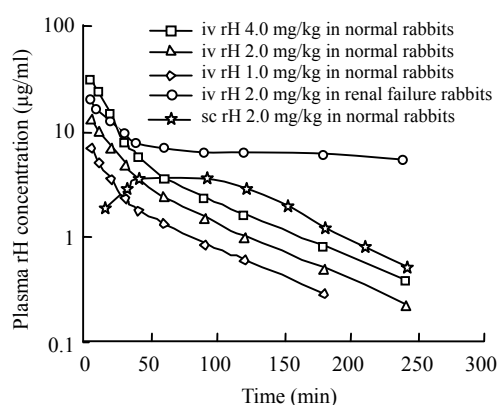 100
10
1
0.1
Plasma rH concentration (μg/ml)
iv rH 4.0 mg/kg in normal rabbits
iv rH 2.0 mg/kg in normal rabbits
iv rH 1.0 mg/kg in normal rabbits
iv rH 2.0 mg/kg in renal failure rabbits
sc rH 2.0 mg/kg in normal rabbits
0 50 100 150 200 250 300
Time (min)